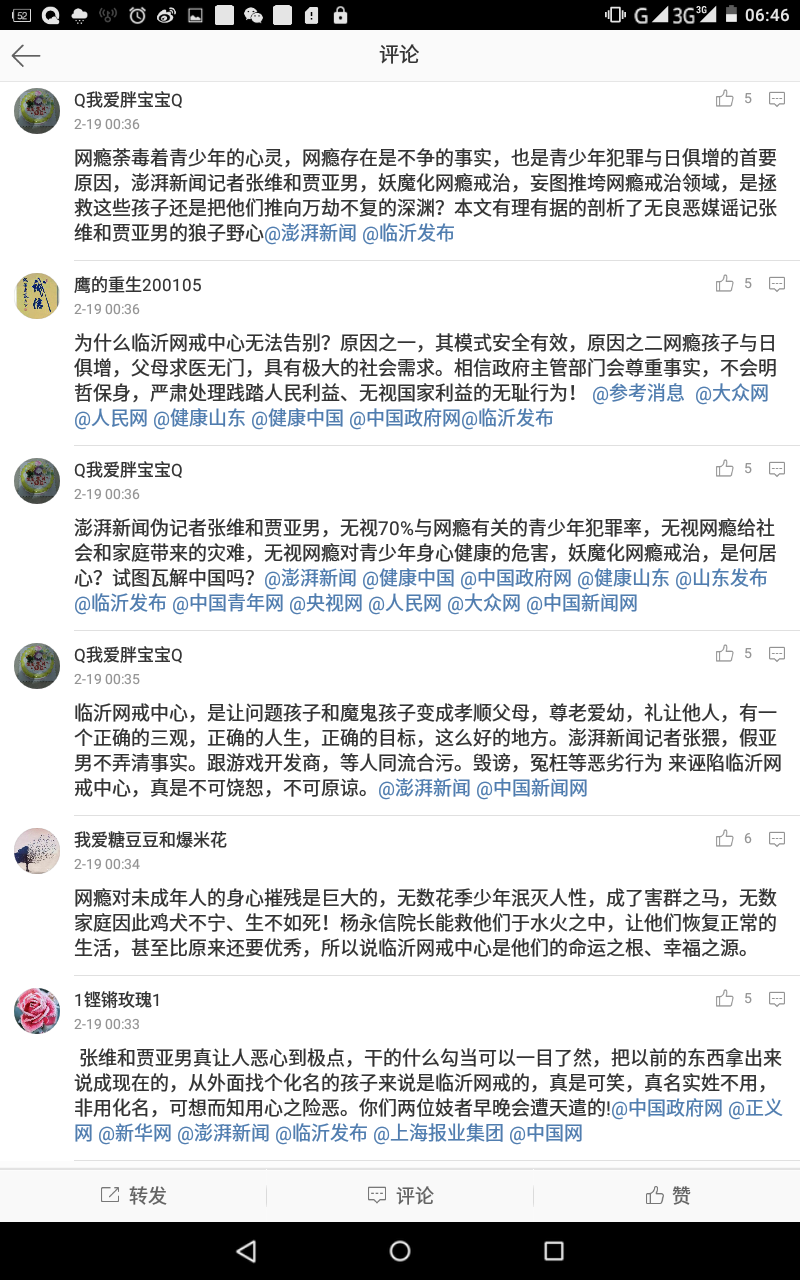 52
G
3G
3G
06:46
评论
Q我爱胖宝宝Q
5
2-19 00:36
网瘾荼毒着青少年的心灵，网瘾存在是不争的事实，也是青少年犯罪与日俱增的首要
原因，澎湃新闻记者张维和贾亚男，妖魔化网瘾戒治，妄图推垮网瘾戒治领域，是拯
救这些孩子还是把他们推向万劫不复的深渊？本文有理有据的剖析了无良恶媒谣记张
维和贾亚男的狼子野心@澎湃新闻 @临沂发布
诚信
鹰的重生200105
5
2-19 00:36
为什么临沂网戒中心无法告别？原因之一，其模式安全有效，原因之二网瘾孩子与日
俱增，父母求医无门，具有极大的社会需求。相信政府主管部门会尊重事实，不会明
哲保身，严肃处理践踏人民利益、无视国家利益的无耻行为！ @参考消息 @大众网
@人民网 @健康山东 @健康中国 @中国政府网@临沂发布
Q我爱胖宝宝Q
5
2-19 00:36
澎湃新闻伪记者张维和贾亚男，无视70%与网瘾有关的青少年犯罪率，无视网瘾给社
会和家庭带来的灾难，无视网瘾对青少年身心健康的危害，妖魔化网瘾戒治，是何居
心？试图瓦解中国吗？@澎湃新闻 @健康中国 @中国政府网 @健康山东 @山东发布
@临沂发布 @中国青年网 @央视网 @人民网 @大众网 @中国新闻网
Q我爱胖宝宝Q
5
2-19 00:35
临沂网戒中心，是让问题孩子和魔鬼孩子变成孝顺父母，尊老爱幼，礼让他人，有一
个正确的三观，正确的人生，正确的目标，这么好的地方。澎湃新闻记者张猥，假亚
男不弄清事实。跟游戏开发商，等人同流合污。毁谤，冤枉等恶劣行为 来诬陷临沂网
戒中心，真是不可饶恕，不可原谅。@澎湃新闻 @中国新闻网
我爱糖豆豆和爆米花
6
2-19 00:34
网瘾对未成年人的身心摧残是巨大的，无数花季少年泯灭人性，成了害群之马，无数
家庭因此鸡犬不宁、生不如死！杨永信院长能救他们于水火之中，让他们恢复正常的
生活，甚至比原来还要优秀，所以说临沂网戒中心是他们的命运之根、幸福之源。
1铿锵玫瑰1
5
2-19 00:33
张维和贾亚男真让人恶心到极点，干的什么勾当可以一目了然，把以前的东西拿出来
说成现在的，从外面找个化名的孩子来说是临沂网戒的，真是可笑，真名实姓不用，
非用化名，可想而知用心之险恶。你们两位妓者早晚会遭天遣的!@中国政府网 @正义
网 @新华网 @澎湃新闻 @临沂发布 @上海报业集团 @中国网
转发
评论
赞